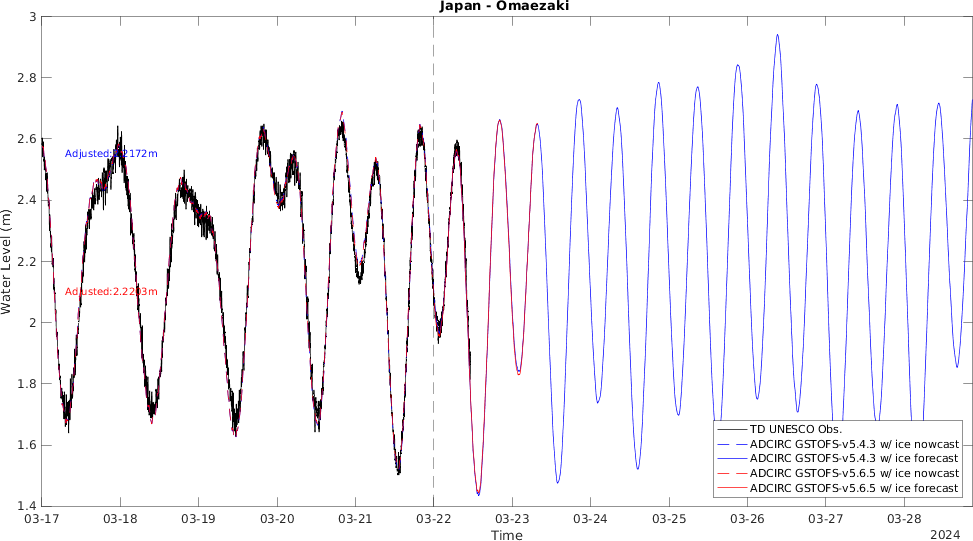 Japan - Omaezaki
3
2.8
2.6
2.4
2.2
2
1.8
1.6
1.4
Water Level (m)
Adjusted:2.2172m
Adjusted:2.2203m
TD UNESCO Obs.
ADCIRC GSTOFS-v5.4.3 w/ ice nowcast
ADCIRC GSTOFS-v5.4.3 w/ ice forecast
ADCIRC GSTOFS-v5.6.5 w/ ice nowcast
ADCIRC GSTOFS-v5.6.5 w/ ice forecast
03-17 03-18 03-19 03-20 03-21 03-22 03-23 03-24 03-25 03-26 03-27 03-28
Time
2024